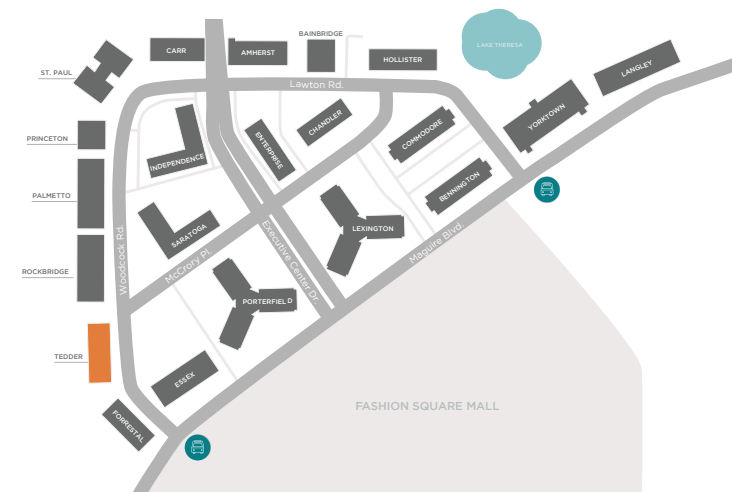 BAINBRIDGE
CARR
AMHERST
HOLLISTER
LAKE THERESA
LANGLEY
ST. PAUL
Lawton Rd.
YORKTOWN
CHANDLER
COMMODORE
PRINCETON
ENTERPRISE
INDEPENDENCE
BENNINGTON
PALMETTO
SARATOGA
LEXINGTON
Woodcock Rd.
McCrory Pl.
Executive Center Dr.
Maguire Blvd.
ROCKBRIDGE
PORTERFIELD
TEDDER
ESSEX
FASHION SQUARE MALL
FORRESTAL